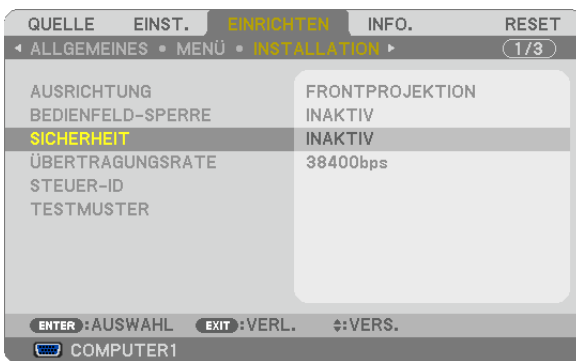 QUELLE EINST. EINRICHTEN INFO. RESET
ALLGEMEINES • MENÜ • INSTALLATION 1/3
AUSRICHTUNG FRONTPROJEKTION
BEDIENFELD-SPERRE INAKTIV
SICHERHEIT INAKTIV
ÜBERTRAGUNGSRATE 38400bps
STEUER-ID
TESTMUSTER
ENTER :AUSWAHL EXIT :VERL. :VERS.
COMPUTER1